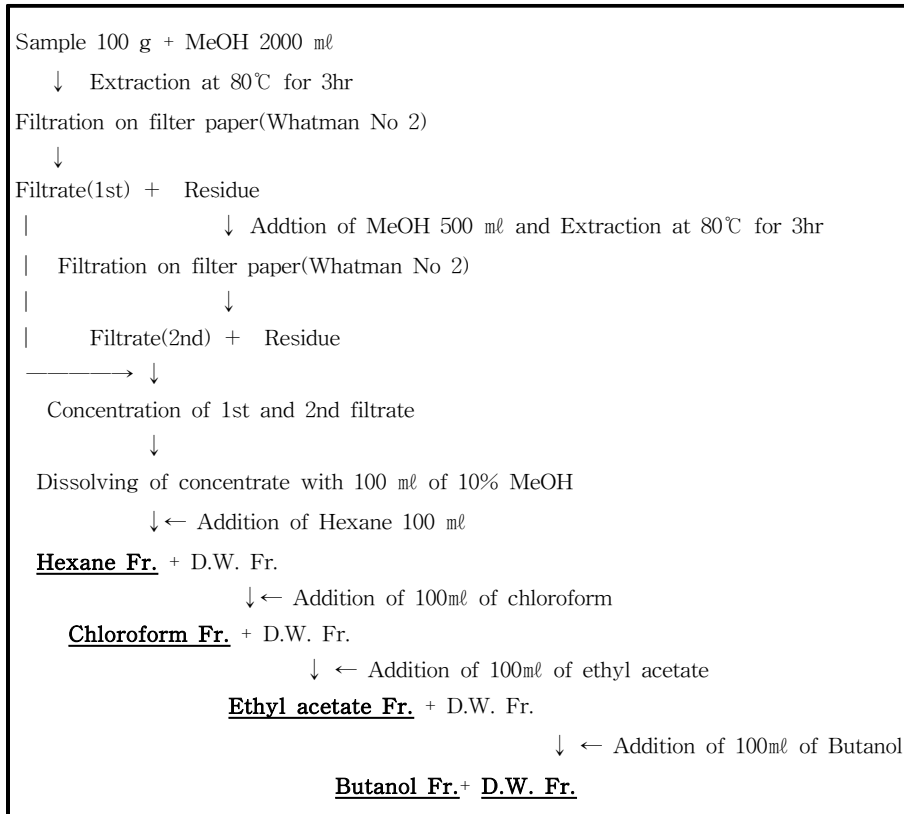 Sample 100 g + MeOH 2000 ㎖
↓ Extraction at 80℃ for 3hr
Filtration on filter paper(Whatman No 2)
↓
Filtrate(1st) + Residue
| ↓ Addtion of MeOH 500 ㎖ and Extraction at 80℃ for 3hr
| Filtration on filter paper(Whatman No 2)
| ↓
| Filtrate(2nd) + Residue
―――――→ ↓
Concentration of 1st and 2nd filtrate
↓
Dissolving of concentrate with 100 ㎖ of 10% MeOH
↓← Addition of Hexane 100 ㎖
Hexane Fr. + D.W. Fr.
↓← Addition of 100㎖ of chloroform
Chloroform Fr. + D.W. Fr.
↓ ← Addition of 100㎖ of ethyl acetate
Ethyl acetate Fr. + D.W. Fr.
↓ ← Addition of 100㎖ of Butanol
Butanol Fr.+ D.W. Fr.